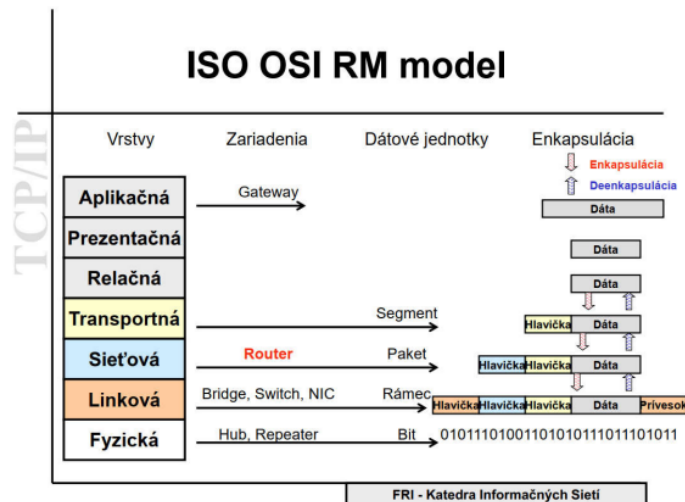 ISO OSI RM model
TCP/IP
Vrstvy Zariadenia Dátové jednotky Enkapsulácia
Enkapsulácia
Deenkapsulácia
Aplikačná Gateway Dáta
Prezentačná Dáta
Relačná Dáta
Transportná Segment Hlavička Dáta
Sieťová Router Paket Hlavička Hlavička Dáta
Linková Bridge, Switch, NIC Rámec Hlavička Hlavička Hlavička Dáta Prívesok
Fyzická Hub, Repeater Bit 0101110100110101011101110101011
FRI - Katedra Informačných Sietí